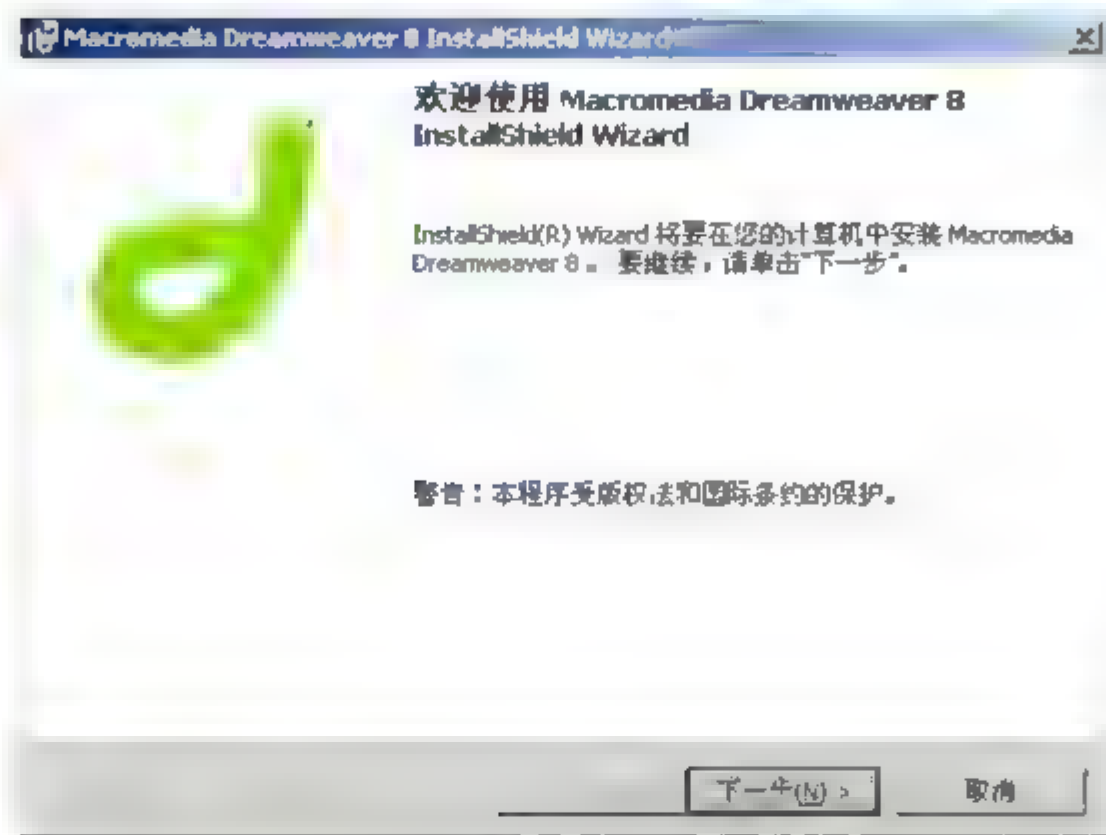 Macromedia Dreamweaver 8 InstallShield Wizard
欢迎使用 Macromedia Dreamweaver 8
InstallShield Wizard
InstallShield(R) Wizard 将要在您的计算机中安装 Macromedia
Dreamweaver 8 。 要继续，请单击"下一步"。
警告：本程序受版权法和国际条约的保护。
下一步(N) >
取消